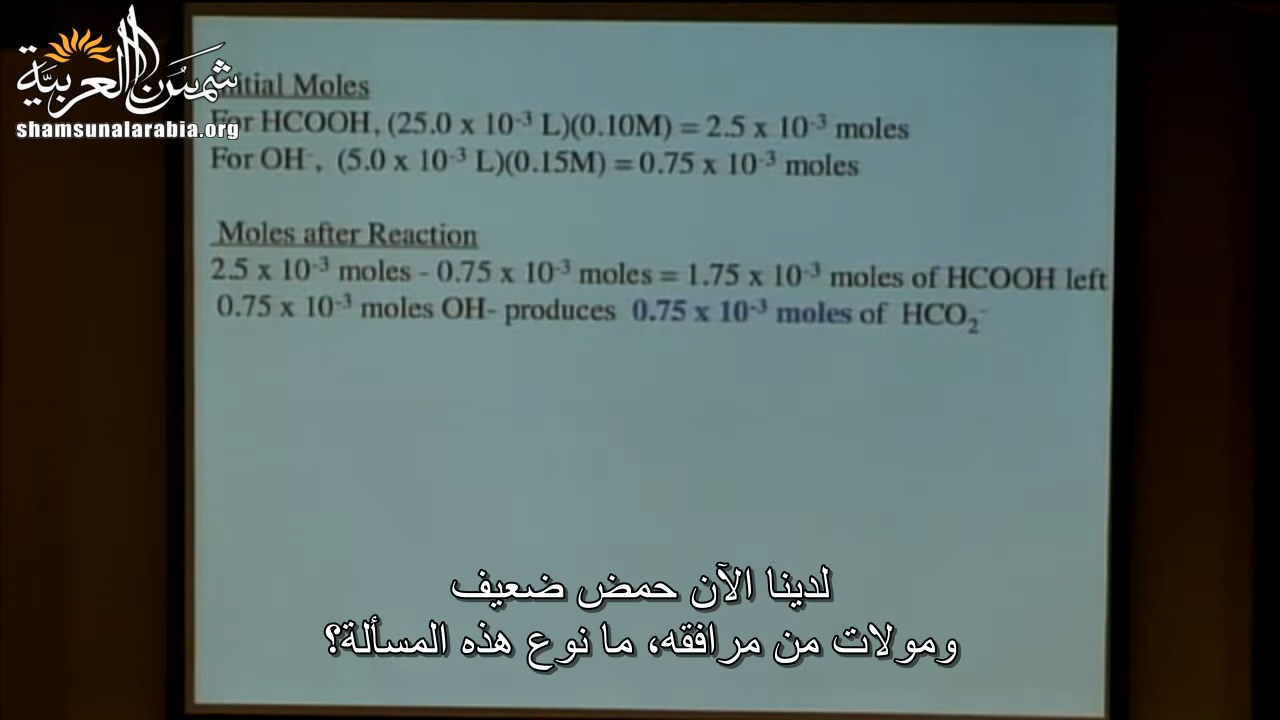 شمس العربية
shamsunalarabia.org
Initial Moles
For HCOOH, (25.0 x 10⁻³ L)(0.10M) = 2.5 x 10⁻³ moles
For OH⁻, (5.0 x 10⁻³ L)(0.15M) = 0.75 x 10⁻³ moles
Moles after Reaction
2.5 x 10⁻³ moles - 0.75 x 10⁻³ moles = 1.75 x 10⁻³ moles of HCOOH left
0.75 x 10⁻³ moles OH- produces 0.75 x 10⁻³ moles of HCO₂⁻
لدينا الآن حمض ضعيف
ومولات من مرافقه، ما نوع هذه المسألة؟